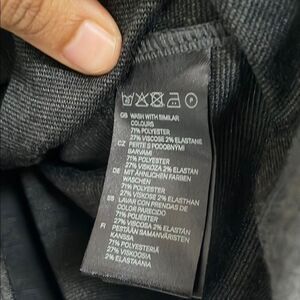 GB WASH WITH SIMILAR
COLOURS
71% POLYESTER
27% VISCOSE 2% ELASTANE
CZ PERTE S PODOBNÝMI
BARVAMI
71% POLYESTER
27% VISKOZA 2% ELASTAN
DE MIT ÄHNLICHEN FARBEN
WASCHEN
71% POLYESTER
27% VISKOSE 2% ELASTHAN
ES LAVAR CON PRENDAS DE
COLOR PARECIDO
71% POLIÉSTER
27% VISCOSA 2% ELASTÁN
FI PESTÄÄN SAMANVÄRISTEN
KANSSA
71% POLYESTERIÄ
27% VISKOOSIA
2% ELASTAANIA